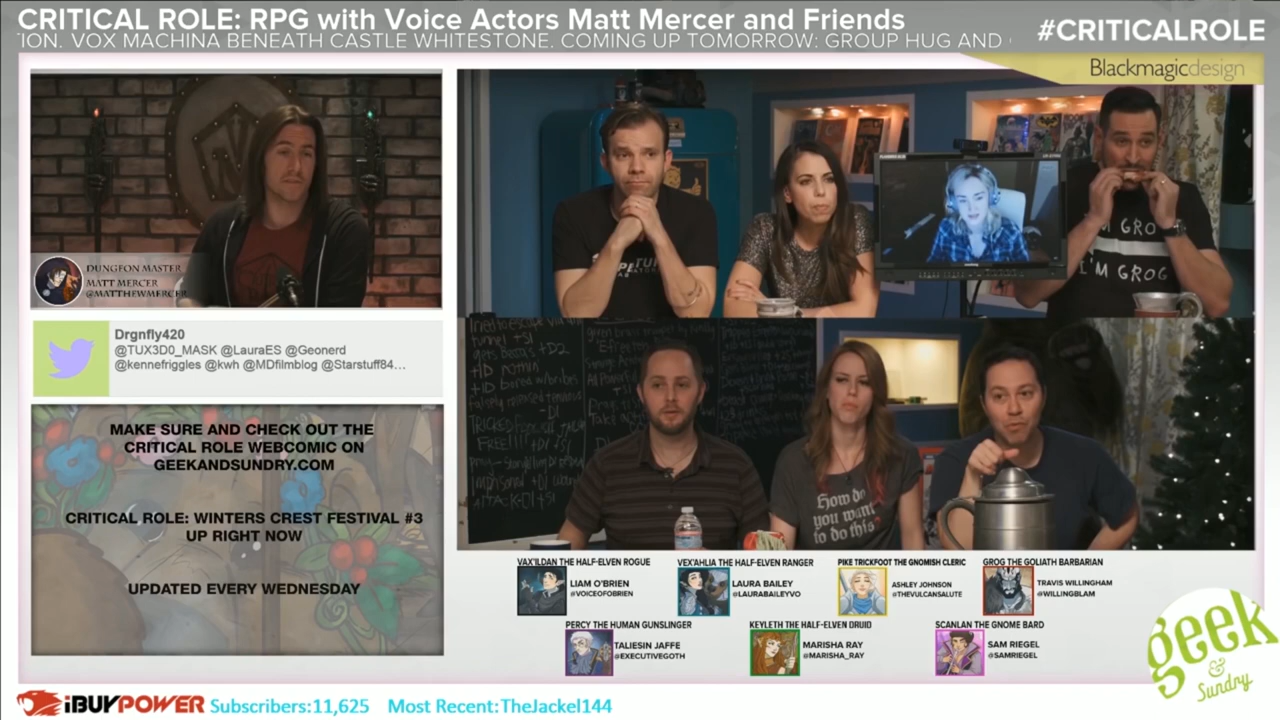 CRITICAL ROLE: RPG with Voice Actors Matt Mercer and Friends
ION. VOX MACHINA BENEATH CASTLE WHITESTONE. COMING UP TOMORROW: GROUP HUG AND
#CRITICALROLE
Blackmagicdesign
DUNGEON MASTER
MATT MERCER
@MATTHEWMERCER
I'M GROG
Drgnfly420
@TUX3D0_MASK @LauraES @Geonerd
@kennefriggles @kwh @MDfilmblog @Starstuff84...
How do
you want
to do this?
MAKE SURE AND CHECK OUT THE
CRITICAL ROLE WEBCOMIC ON
GEEKANDSUNDRY.COM
CRITICAL ROLE: WINTERS CREST FESTIVAL #3
UP RIGHT NOW
UPDATED EVERY WEDNESDAY
VAX'ILDAN THE HALF-ELVEN ROGUE
LIAM O'BRIEN
@VOICEOFOBRIEN
VEX'AHLIA THE HALF-ELVEN RANGER
LAURA BAILEY
@LAURABAILEYVO
PIKE TRICKFOOT THE GNOMISH CLERIC
ASHLEY JOHNSON
@THEVULCANSALUTE
GROG THE GOLIATH BARBARIAN
TRAVIS WILLINGHAM
@WILLINGBLAM
PERCY THE HUMAN GUNSLINGER
TALIESIN JAFFE
@EXECUTIVEGOTH
KEYLETH THE HALF-ELVEN DRUID
MARISHA RAY
@MARISHA_RAY
SCANLAN THE GNOME BARD
SAM RIEGEL
@SAMRIEGEL
geek
&
Sundry
iBUYPOWER Subscribers:11,625 Most Recent:TheJackel144